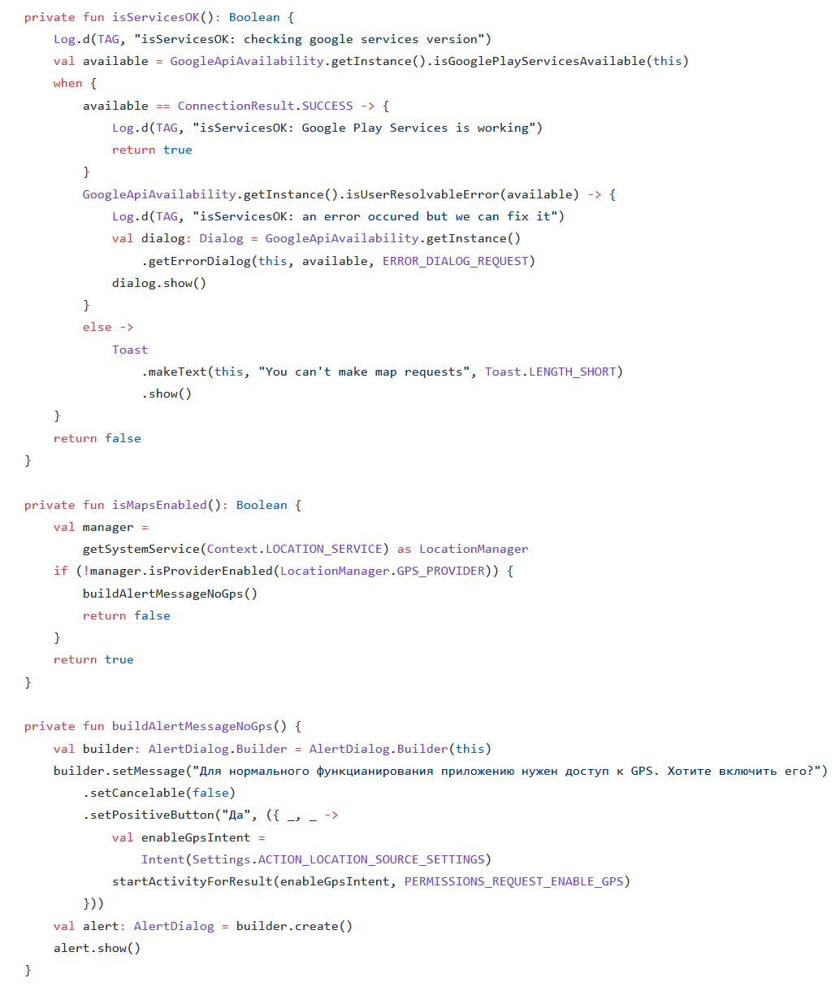 private fun isServicesOK(): Boolean {
    Log.d(TAG, "isServicesOK: checking google services version")
    val available = GoogleApiAvailability.getInstance().isGooglePlayServicesAvailable(this)
    when {
        available == ConnectionResult.SUCCESS -> {
            Log.d(TAG, "isServicesOK: Google Play Services is working")
            return true
        }
        GoogleApiAvailability.getInstance().isUserResolvableError(available) -> {
            Log.d(TAG, "isServicesOK: an error occured but we can fix it")
            val dialog: Dialog = GoogleApiAvailability.getInstance()
                .getErrorDialog(this, available, ERROR_DIALOG_REQUEST)
            dialog.show()
        }
        else ->
            Toast
                .makeText(this, "You can't make map requests", Toast.LENGTH_SHORT)
                .show()
    }
    return false
}

private fun isMapsEnabled(): Boolean {
    val manager =
        getSystemService(Context.LOCATION_SERVICE) as LocationManager
    if (!manager.isProviderEnabled(LocationManager.GPS_PROVIDER)) {
        buildAlertMessageNoGps()
        return false
    }
    return true
}

private fun buildAlertMessageNoGps() {
    val builder: AlertDialog.Builder = AlertDialog.Builder(this)
    builder.setMessage("Для нормального функцианирования приложению нужен доступ к GPS. Хотите включить его?")
        .setCancelable(false)
        .setPositiveButton("Да", ({ _, _ ->
            val enableGpsIntent =
                Intent(Settings.ACTION_LOCATION_SOURCE_SETTINGS)
            startActivityForResult(enableGpsIntent, PERMISSIONS_REQUEST_ENABLE_GPS)
        }))
    val alert: AlertDialog = builder.create()
    alert.show()
}